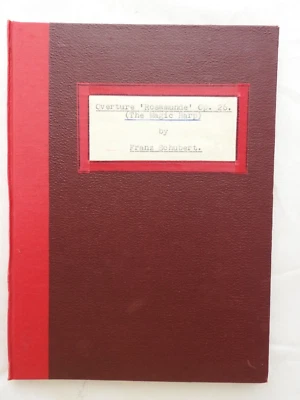 Overture 'Rosamunde' Op. 26.
(The Magic Harp)
by
Franz Schubert.